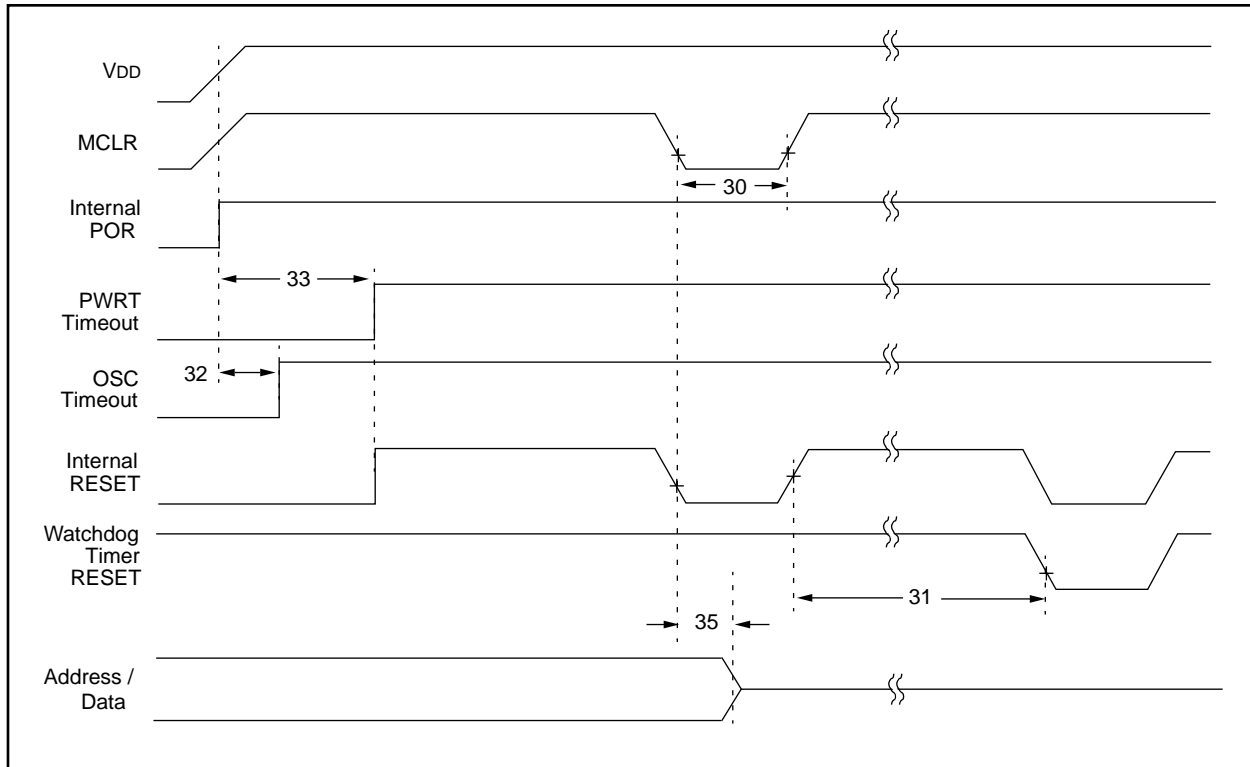 VDD
MCLR
30
Internal
POR
33
PWRT
Timeout
32
OSC
Timeout
Internal
RESET
Watchdog
Timer
RESET
31
35
Address /
Data